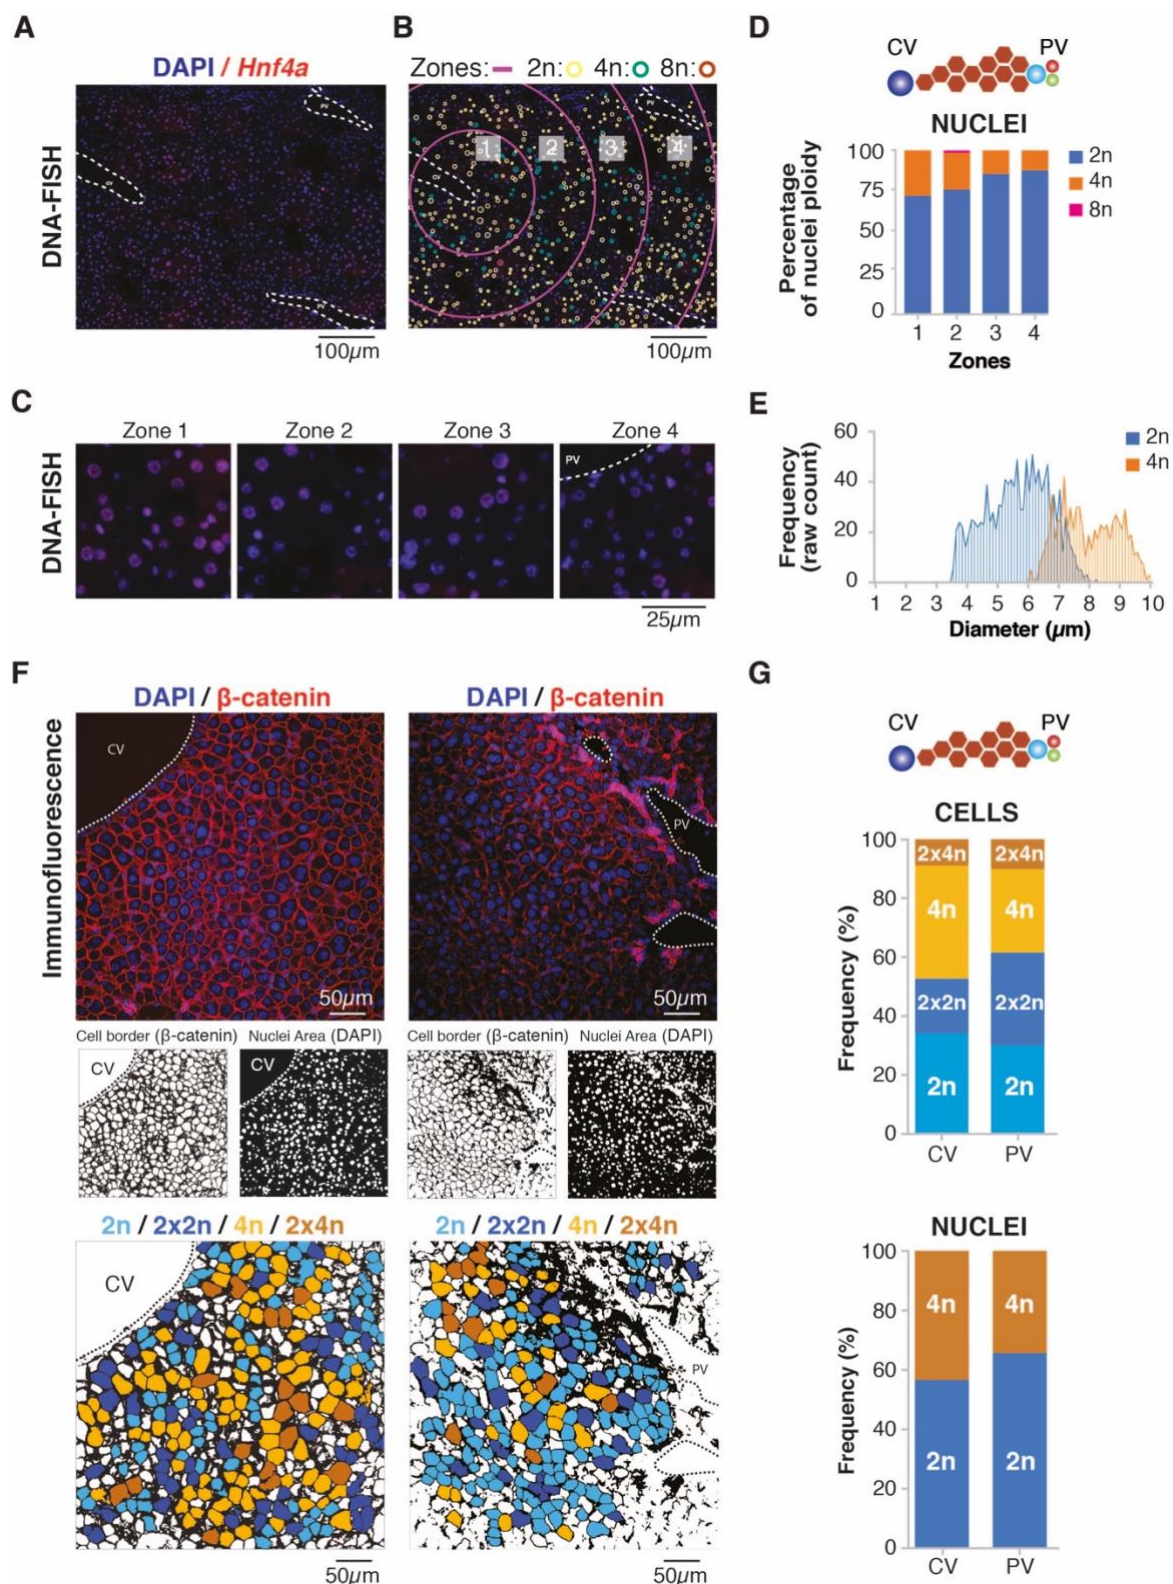 A
DAPI / Hnf4a
DNA-FISH
PV
CV
100µm
B
Zones: 2n: 4n: 8n:
1 2 3 4
PV
CV
PV
100µm
C
Zone 1 Zone 2 Zone 3 Zone 4
DNA-FISH
PV
25µm
D
CV PV
NUCLEI
Percentage
of nuclei ploidy
100
75
50
25
0
1 2 3 4
Zones
2n
4n
8n
E
Frequency
(raw count)
60
40
20
0
1 2 3 4 5 6 7 8 9 10
Diameter (µm)
2n
4n
F
DAPI / β-catenin DAPI / β-catenin
Immunofluorescence
CV
50µm
PV
50µm
Cell border (β-catenin) Nuclei Area (DAPI) Cell border (β-catenin) Nuclei Area (DAPI)
CV CV PV PV
2n / 2x2n / 4n / 2x4n 2n / 2x2n / 4n / 2x4n
CV PV
50µm 50µm
G
CV PV
CELLS
Frequency (%)
100
80
60
40
20
0
2x4n 2x4n
4n 4n
2x2n 2x2n
2n 2n
CV PV
NUCLEI
Frequency (%)
100
80
60
40
20
0
4n 4n
2n 2n
CV PV